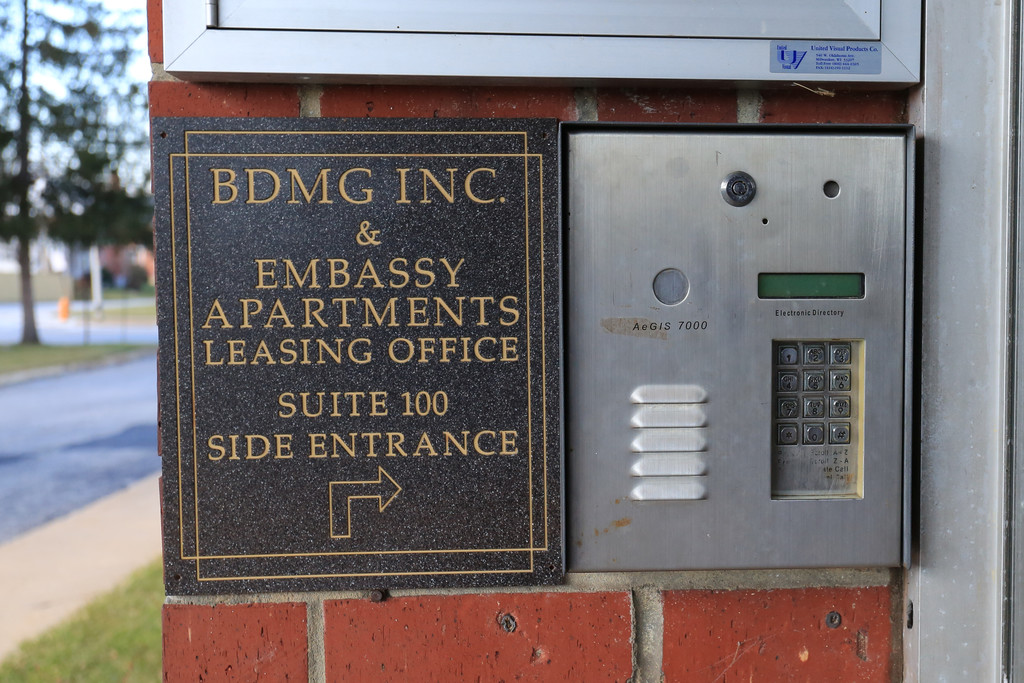 United Visual Products Co.
BDMG INC.
&
EMBASSY
APARTMENTS
LEASING OFFICE
SUITE 100
SIDE ENTRANCE
AeGIS 7000
Electronic Directory